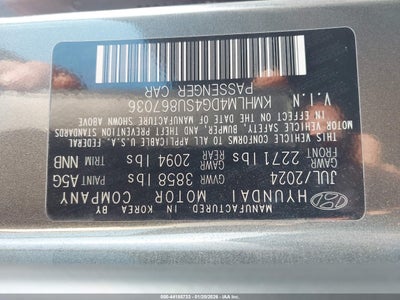 MANUFACTURED IN KOREA BY
HYUNDAI MOTOR COMPANY
JUL/2024 PAINT A5G TRIM NNB
GVWR 3858 lbs
GAWR FRONT 2271 lbs GAWR REAR 2094 lbs
THIS VEHICLE CONFORMS TO ALL APPLICABLE U.S.A.
FEDERAL MOTOR VEHICLE SAFETY, BUMPER, AND THEFT PREVENTION STANDARDS
IN EFFECT ON THE DATE OF MANUFACTURE SHOWN ABOVE
V.I.N KMHLM4DG4SU867036
PASSENGER CAR